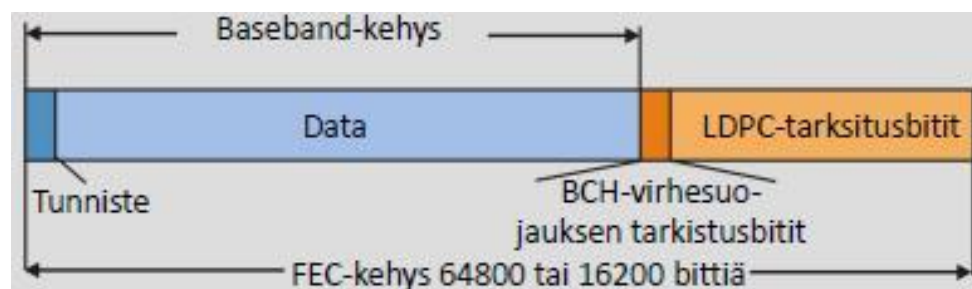 Baseband-kehys
Data
LDPC-tarksitusbitit
Tunniste
BCH-virhesuo-
jauksen tarkistusbitit
FEC-kehys 64800 tai 16200 bittiä